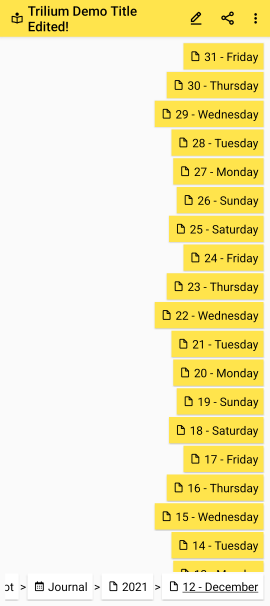 Trilium Demo Title
Edited!
31 - Friday
30 - Thursday
29 - Wednesday
28 - Tuesday
27 - Monday
26 - Sunday
25 - Saturday
24 - Friday
23 - Thursday
22 - Wednesday
21 - Tuesday
20 - Monday
19 - Sunday
18 - Saturday
17 - Friday
16 - Thursday
15 - Wednesday
14 - Tuesday
ot > Journal > 2021 > 12 - December